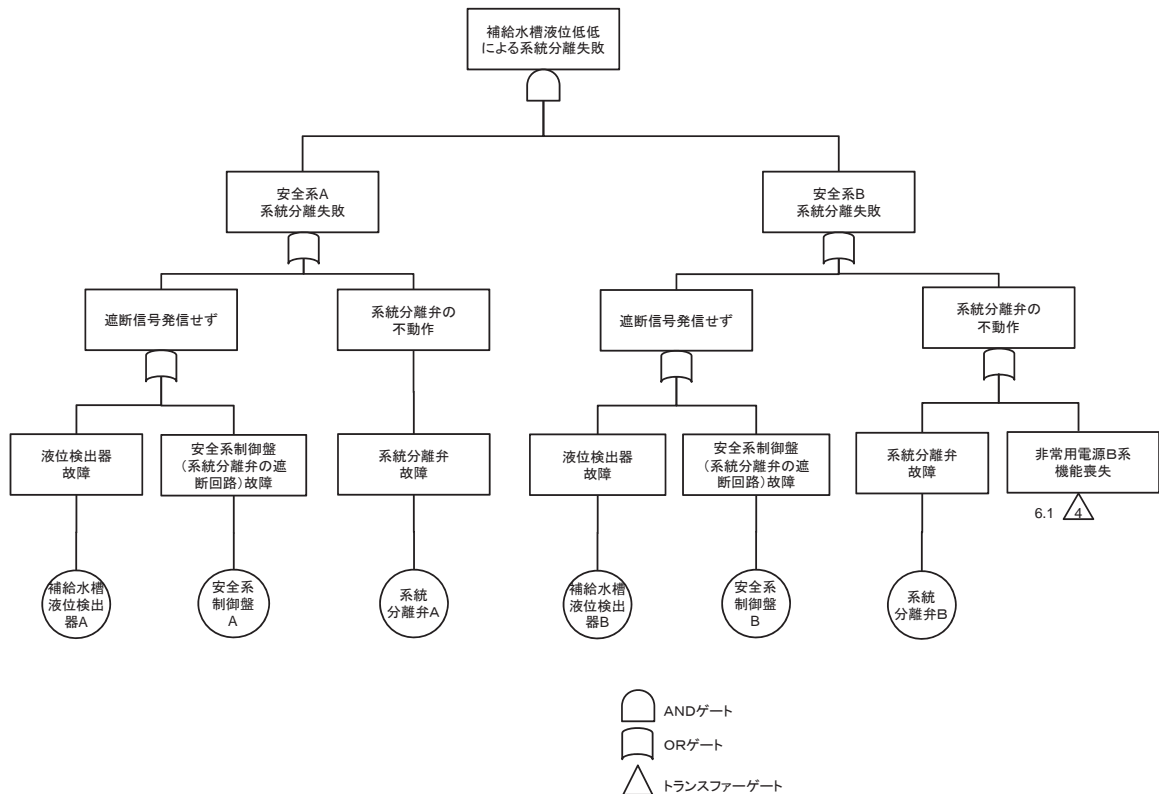 補給水槽液位低低
による系統分離失敗
安全系A
系統分離失敗
安全系B
系統分離失敗
遮断信号発信せず
系統分離弁の
不動作
遮断信号発信せず
系統分離弁の
不動作
液位検出器
故障
安全系制御盤
(系統分離弁の遮
断回路)故障
系統分離弁
故障
液位検出器
故障
安全系制御盤
(系統分離弁の遮
断回路)故障
系統分離弁
故障
非常用電源B系
機能喪失
6.1 4
補給水槽
液位検出
器A
安全系
制御盤
A
系統
分離弁A
補給水槽
液位検出
器B
安全系
制御盤
B
系統
分離弁B
ANDゲート
ORゲート
トランスファーゲート